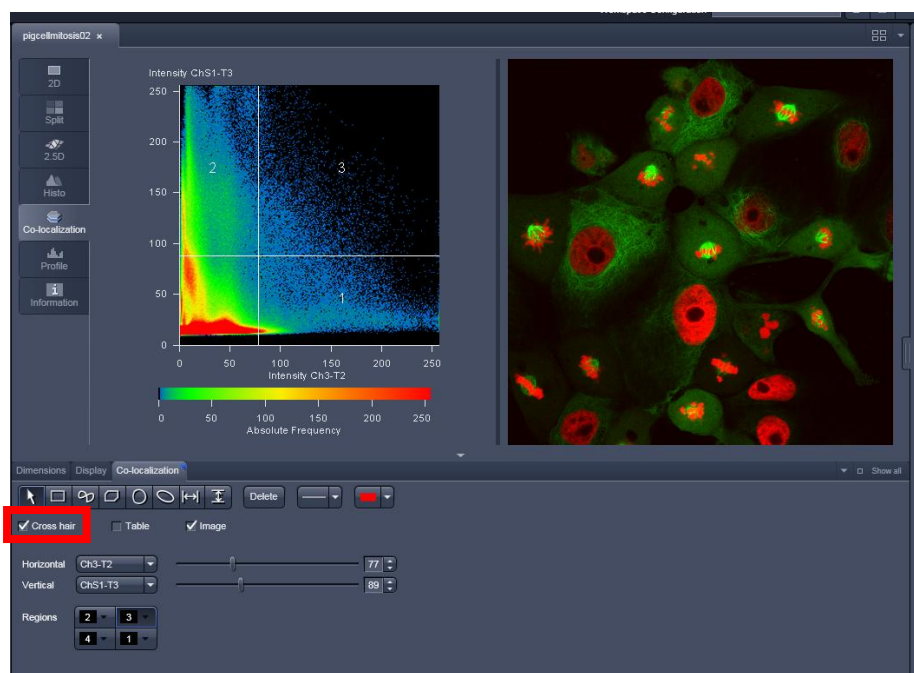 Workspace Configuration
pigcellmitosis02 ×
2D
Split
2.5D
Histo
Co-localization
Profile
i
Information
Intensity ChS1-T3
250
200
150
100
50
0
2
3
1
0 50 100 150 200 250
Intensity Ch3-T2
0 50 100 150 200 250
Absolute Frequency
Dimensions Display Co-localization Show all
Delete
Cross hair Table Image
Horizontal Ch3-T2 77
Vertical ChS1-T3 89
Regions 2 3
4 1